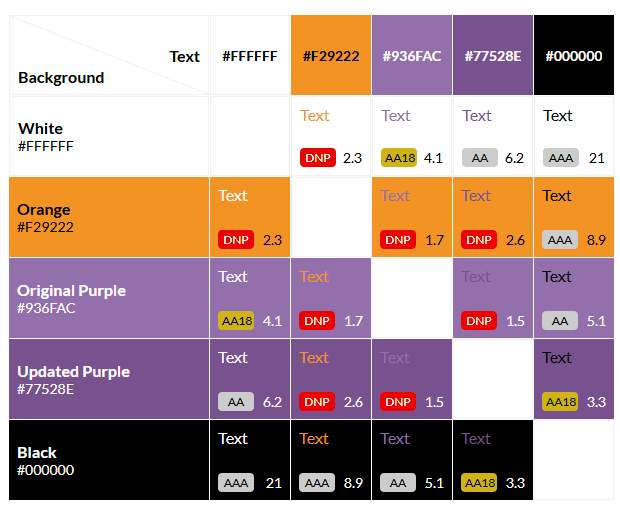 Text
Background
#FFFFFF #F29222 #936FAC #77528E #000000
White
#FFFFFF
Text Text Text Text
DNP 2.3 AA18 4.1 AA 6.2 AAA 21
Orange
#F29222
Text Text Text Text
DNP 2.3 DNP 1.7 DNP 2.6 AAA 8.9
Original Purple
#936FAC
Text Text Text Text
AA18 4.1 DNP 1.7 DNP 1.5 AA 5.1
Updated Purple
#77528E
Text Text Text Text
AA 6.2 DNP 2.6 DNP 1.5 AA18 3.3
Black
#000000
Text Text Text Text
AAA 21 AAA 8.9 AA 5.1 AA18 3.3